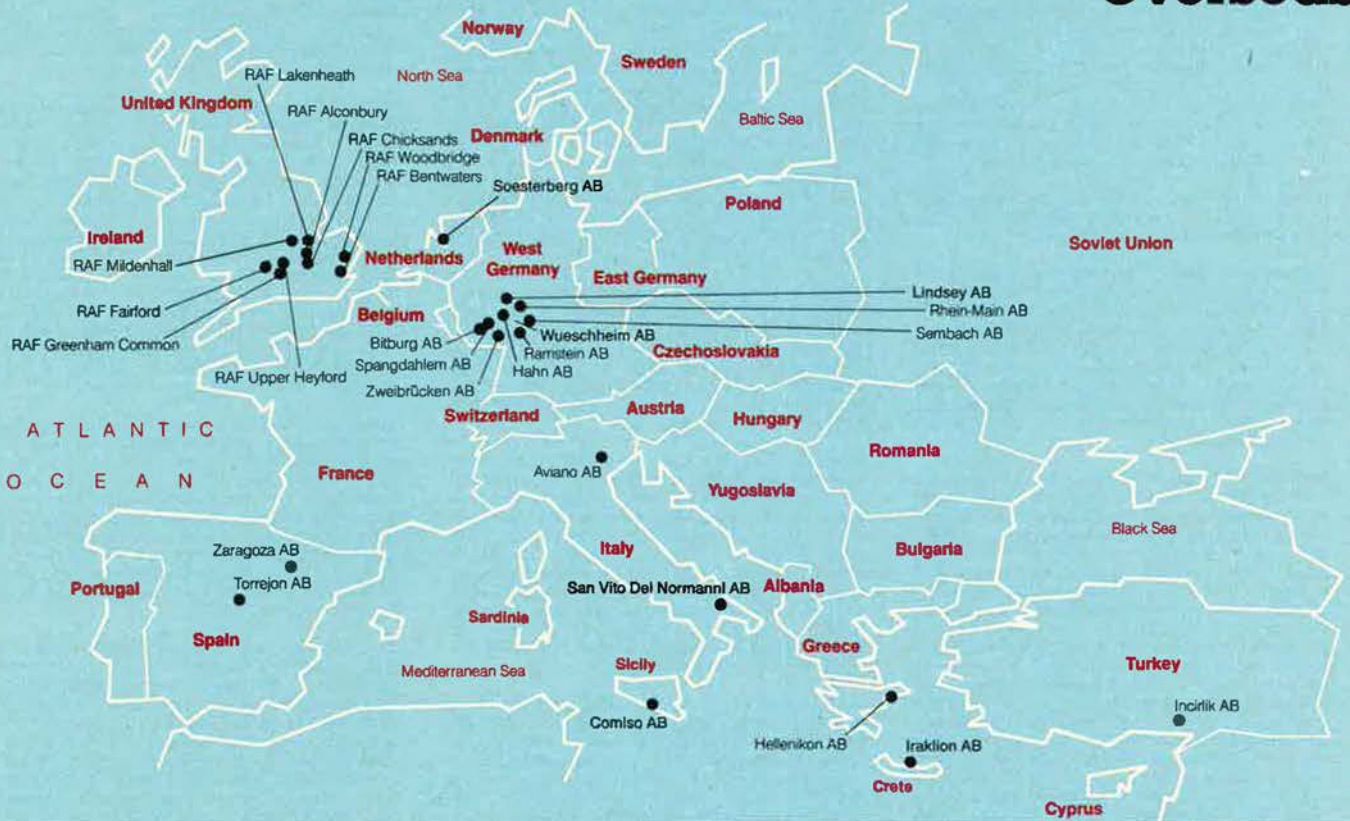 Norway
Sweden
North Sea
RAF Lakenheath
United Kingdom
RAF Alconbury
Baltic Sea
RAF Chicksands
Denmark
RAF Woodbridge
RAF Bentwaters
Soesterberg AB
Poland
Ireland
Soviet Union
RAF Mildenhall
Netherlands
West
Germany
East Germany
Lindsey AB
RAF Fairford
Belgium
Rhein-Main AB
Sembach AB
RAF Greenham Common
Bitburg AB
Wueschheim AB
Spangdahlem AB
Ramstein AB
Czechoslovakia
RAF Upper Heyford
Hahn AB
Zweibrücken AB
Switzerland
Austria
Hungary
ATLANTIC
OCEAN
France
Aviano AB
Romania
Yugoslavia
Black Sea
Zaragoza AB
Italy
Bulgaria
Torrejon AB
Portugal
San Vito Dei Normanni AB
Albania
Sardinia
Spain
Greece
Mediterranean Sea
Sicily
Turkey
Incirlik AB
Comiso AB
Hellenikon AB
Iraklion AB
Crete
Cyprus